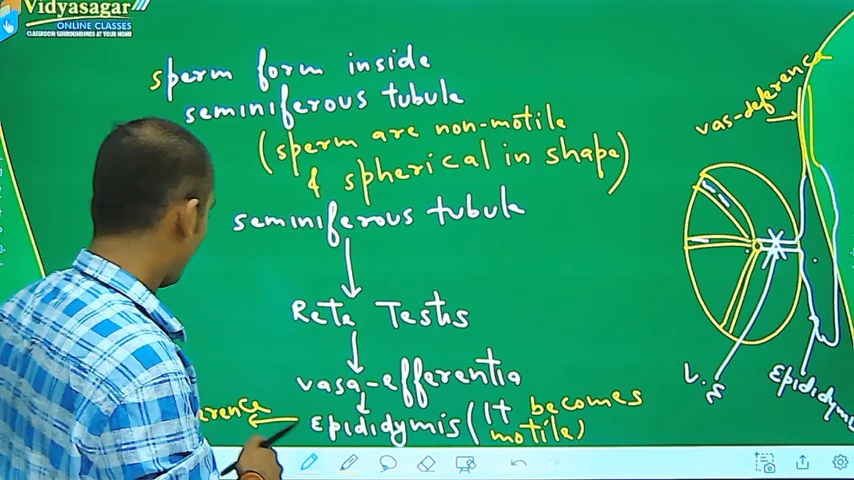 Vidyasagar
ONLINE CLASSES
CLASSROOM SURROUNDINGS AT YOUR HOME
sperm form inside
seminiferous tubule
(sperm are non-motile
& spherical in shape)
seminiferous tubule
Rete Testis
vasa-efferentia
Epididymis (It becomes
motile)
erence
vas-deference
V.E
Epididymis